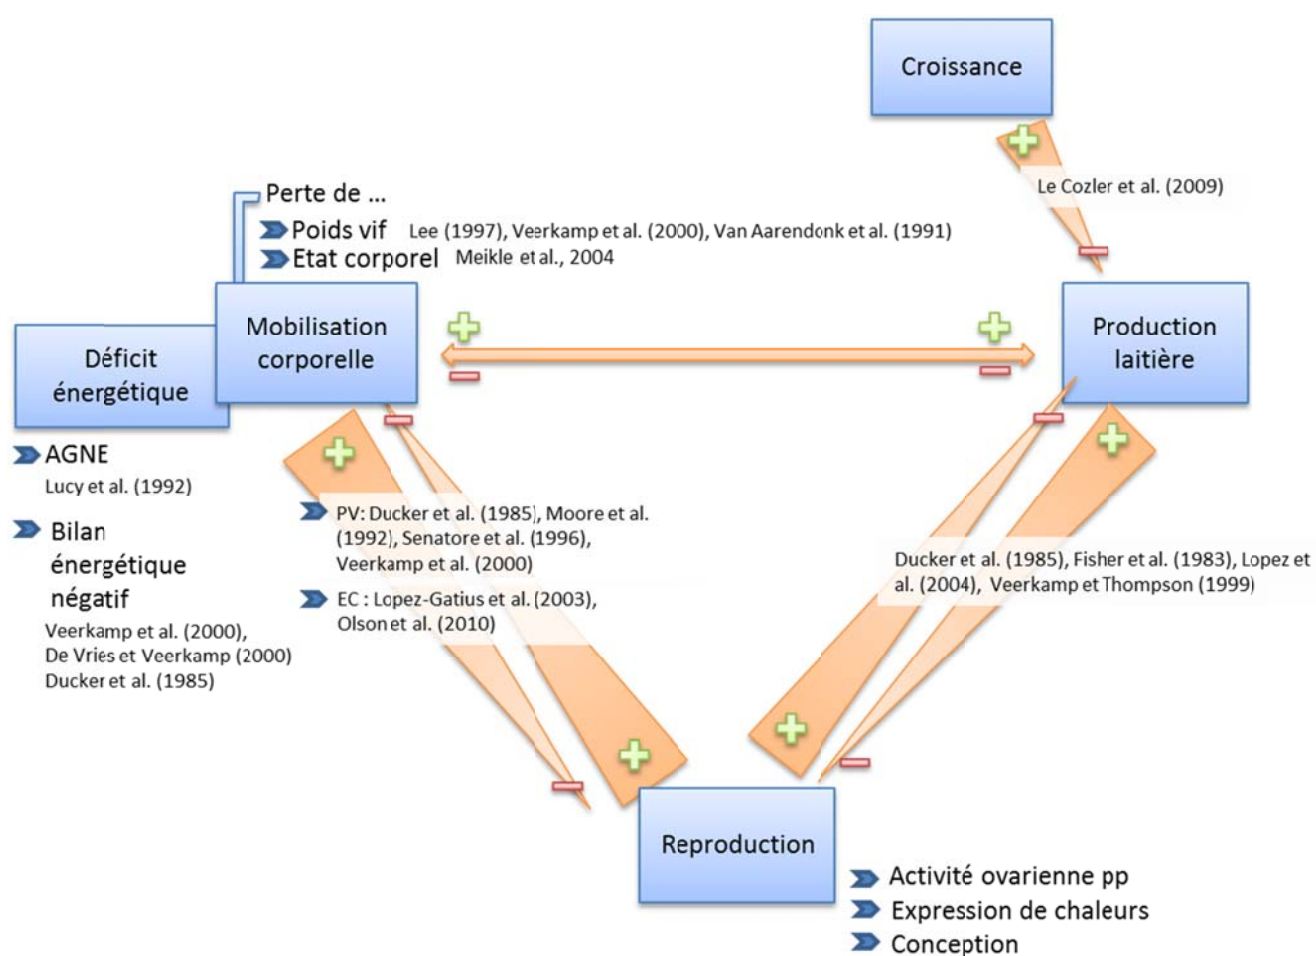 Croissance
Le Cozler et al. (2009)
Perte de ...
Poids vif Lee (1997), Veerkamp et al. (2000), Van Aarendonk et al. (1991)
Etat corporel Meikle et al., 2004
Mobilisation
corporelle
Production
laitière
Déficit
énergétique
AGNE
Lucy et al. (1992)
Bilan
énergétique
négatif
Veerkamp et al. (2000),
De Vries et Veerkamp (2000)
Ducker et al. (1985)
PV: Ducker et al. (1985), Moore et al.
(1992), Senatore et al. (1996),
Veerkamp et al. (2000)
EC : Lopez-Gatius et al. (2003),
Olson et al. (2010)
Ducker et al. (1985), Fisher et al. (1983), Lopez et
al. (2004), Veerkamp et Thompson (1999)
Reproduction
Activité ovarienne pp
Expression de chaleurs
Conception